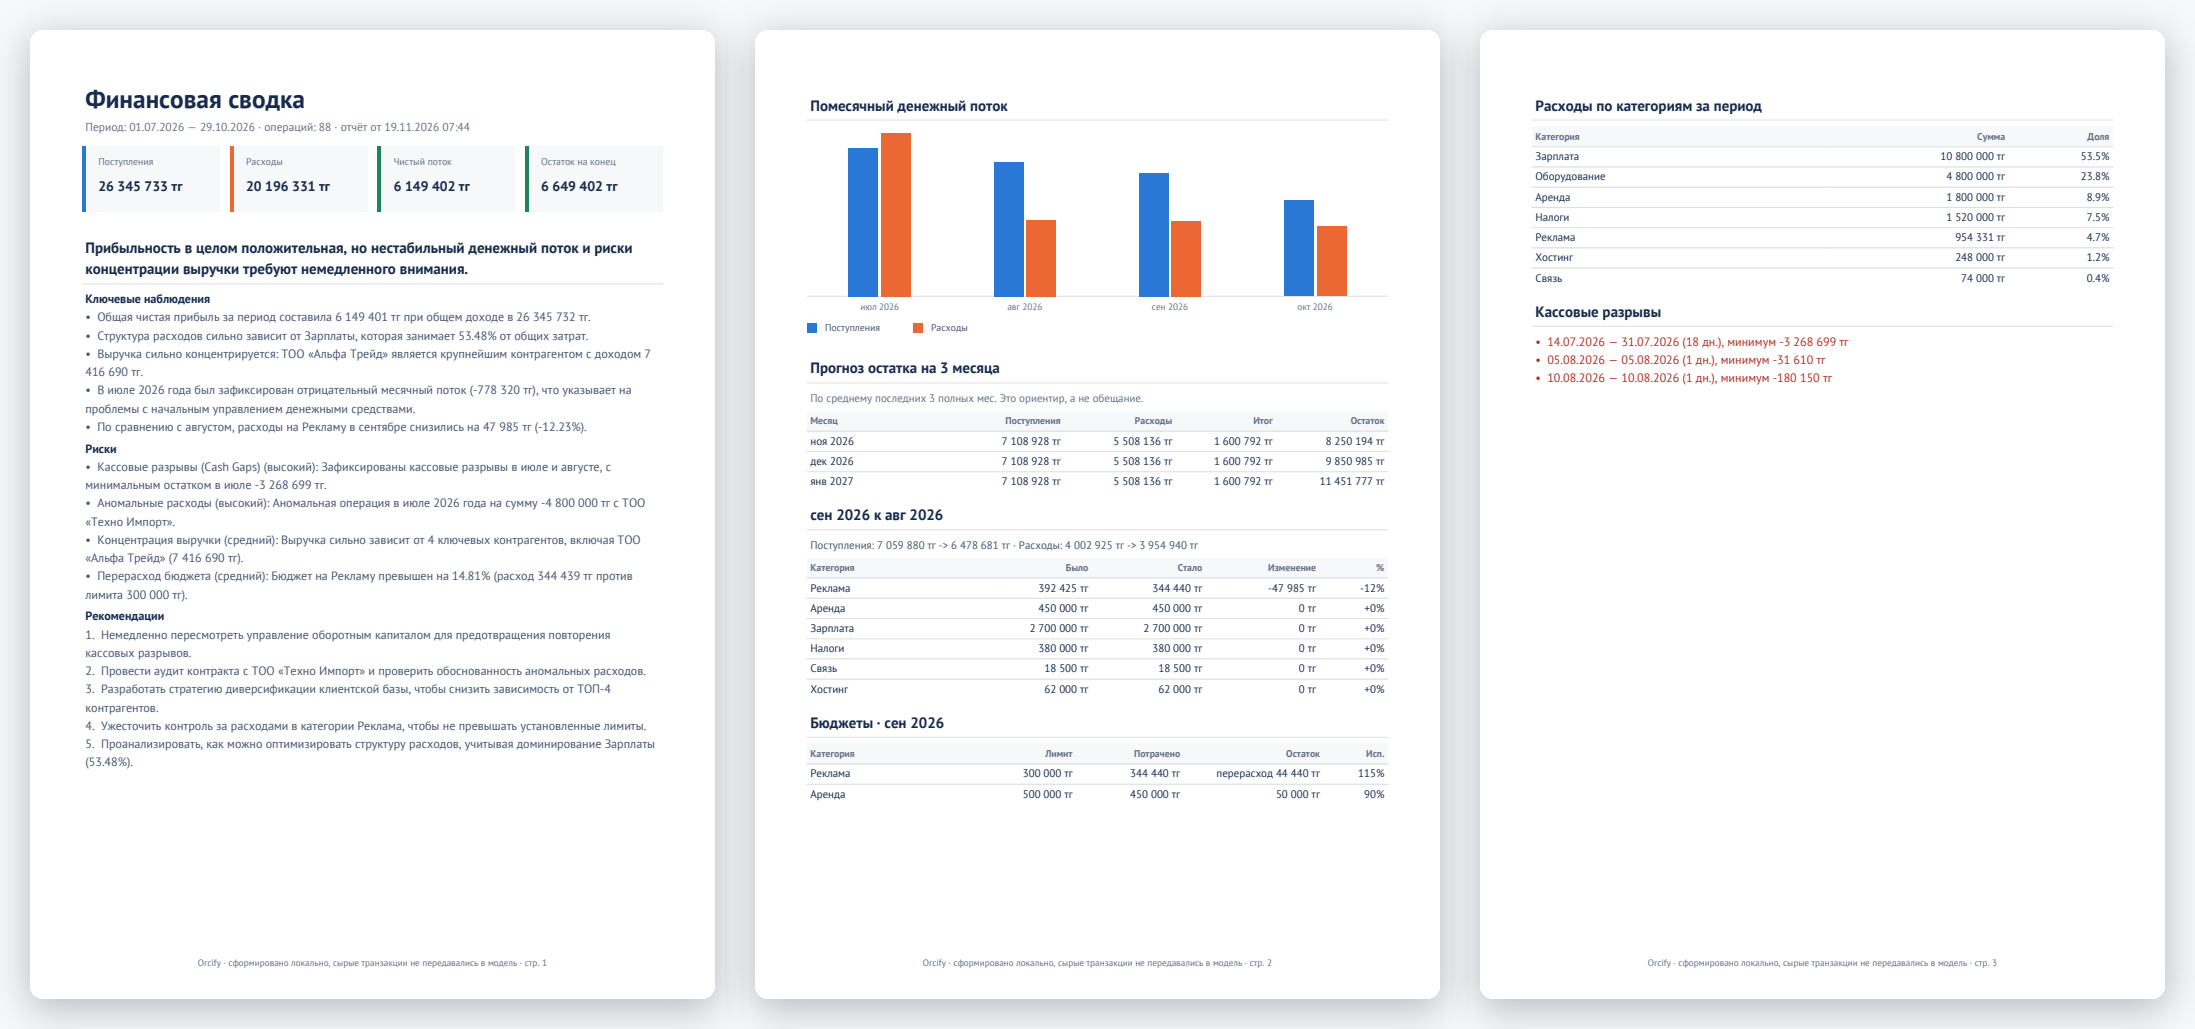 Финансовая сводка
Период: 01.07.2026 — 29.10.2026 · операций: 88 · отчёт от 19.11.2026 07:44
Поступления
26 345 733 тг
Расходы
20 196 331 тг
Чистый поток
6 149 402 тг
Остаток на конец
6 649 402 тг
Прибыльность в целом положительная, но нестабильный денежный поток и риски
концентрации выручки требуют немедленного внимания.
Ключевые наблюдения
• Общая чистая прибыль за период составила 6 149 401 тг при общем доходе в 26 345 732 тг.
• Структура расходов сильно зависит от Зарплаты, которая занимает 53.48% от общих затрат.
• Выручка сильно концентрируется: ТОО «Альфа Трейд» является крупнейшим контрагентом с доходом 7
416 690 тг.
• В июле 2026 года был зафиксирован отрицательный месячный поток (-778 320 тг), что указывает на
проблемы с начальным управлением денежными средствами.
• По сравнению с августом, расходы на Рекламу в сентябре снизились на 47 985 тг (-12.23%).
Риски
• Кассовые разрывы (Cash Gaps) (высокий): Зафиксированы кассовые разрывы в июле и августе, с
минимальным остатком в июле -3 268 699 тг.
• Аномальные расходы (высокий): Аномальная операция в июле 2026 года на сумму -4 800 000 тг с ТОО
«Техно Импорт».
• Концентрация выручки (средний): Выручка сильно зависит от 4 ключевых контрагентов, включая ТОО
«Альфа Трейд» (7 416 690 тг).
• Перерасход бюджета (средний): Бюджет на Рекламу превышен на 14.81% (расход 344 439 тг против
лимита 300 000 тг).
Рекомендации
1. Немедленно пересмотреть управление оборотным капиталом для предотвращения повторения
кассовых разрывов.
2. Провести аудит контракта с ТОО «Техно Импорт» и проверить обоснованность аномальных расходов.
3. Разработать стратегию диверсификации клиентской базы, чтобы снизить зависимость от ТОП-4
контрагентов.
4. Ужесточить контроль за расходами в категории Реклама, чтобы не превышать установленные лимиты.
5. Проанализировать, как можно оптимизировать структуру расходов, учитывая доминирование Зарплаты
(53.48%).
Orcify · сформировано локально, сырые транзакции не передавались в модель · стр. 1
Помесячный денежный поток
июл 2026 авг 2026 сен 2026 окт 2026
Поступления Расходы
Прогноз остатка на 3 месяца
По среднему последних 3 полных мес. Это ориентир, а не обещание.
Месяц Поступления Расходы Итог Остаток
ноя 2026 7 108 928 тг 5 508 136 тг 1 600 792 тг 8 250 194 тг
дек 2026 7 108 928 тг 5 508 136 тг 1 600 792 тг 9 850 985 тг
янв 2027 7 108 928 тг 5 508 136 тг 1 600 792 тг 11 451 777 тг
сен 2026 к авг 2026
Поступления: 7 059 880 тг -> 6 478 681 тг · Расходы: 4 002 925 тг -> 3 954 940 тг
Категория Было Стало Изменение %
Реклама 392 425 тг 344 440 тг -47 985 тг -12%
Аренда 450 000 тг 450 000 тг 0 тг +0%
Зарплата 2 700 000 тг 2 700 000 тг 0 тг +0%
Налоги 380 000 тг 380 000 тг 0 тг +0%
Связь 18 500 тг 18 500 тг 0 тг +0%
Хостинг 62 000 тг 62 000 тг 0 тг +0%
Бюджеты · сен 2026
Категория Лимит Потрачено Остаток Исп.
Реклама 300 000 тг 344 440 тг перерасход 44 440 тг 115%
Аренда 500 000 тг 450 000 тг 50 000 тг 90%
Orcify · сформировано локально, сырые транзакции не передавались в модель · стр. 2
Расходы по категориям за период
Категория Сумма Доля
Зарплата 10 800 000 тг 53.5%
Оборудование 4 800 000 тг 23.8%
Аренда 1 800 000 тг 8.9%
Налоги 1 520 000 тг 7.5%
Реклама 954 331 тг 4.7%
Хостинг 248 000 тг 1.2%
Связь 74 000 тг 0.4%
Кассовые разрывы
• 14.07.2026 — 31.07.2026 (18 дн.), минимум -3 268 699 тг
• 05.08.2026 — 05.08.2026 (1 дн.), минимум -31 610 тг
• 10.08.2026 — 10.08.2026 (1 дн.), минимум -180 150 тг
Orcify · сформировано локально, сырые транзакции не передавались в модель · стр. 3